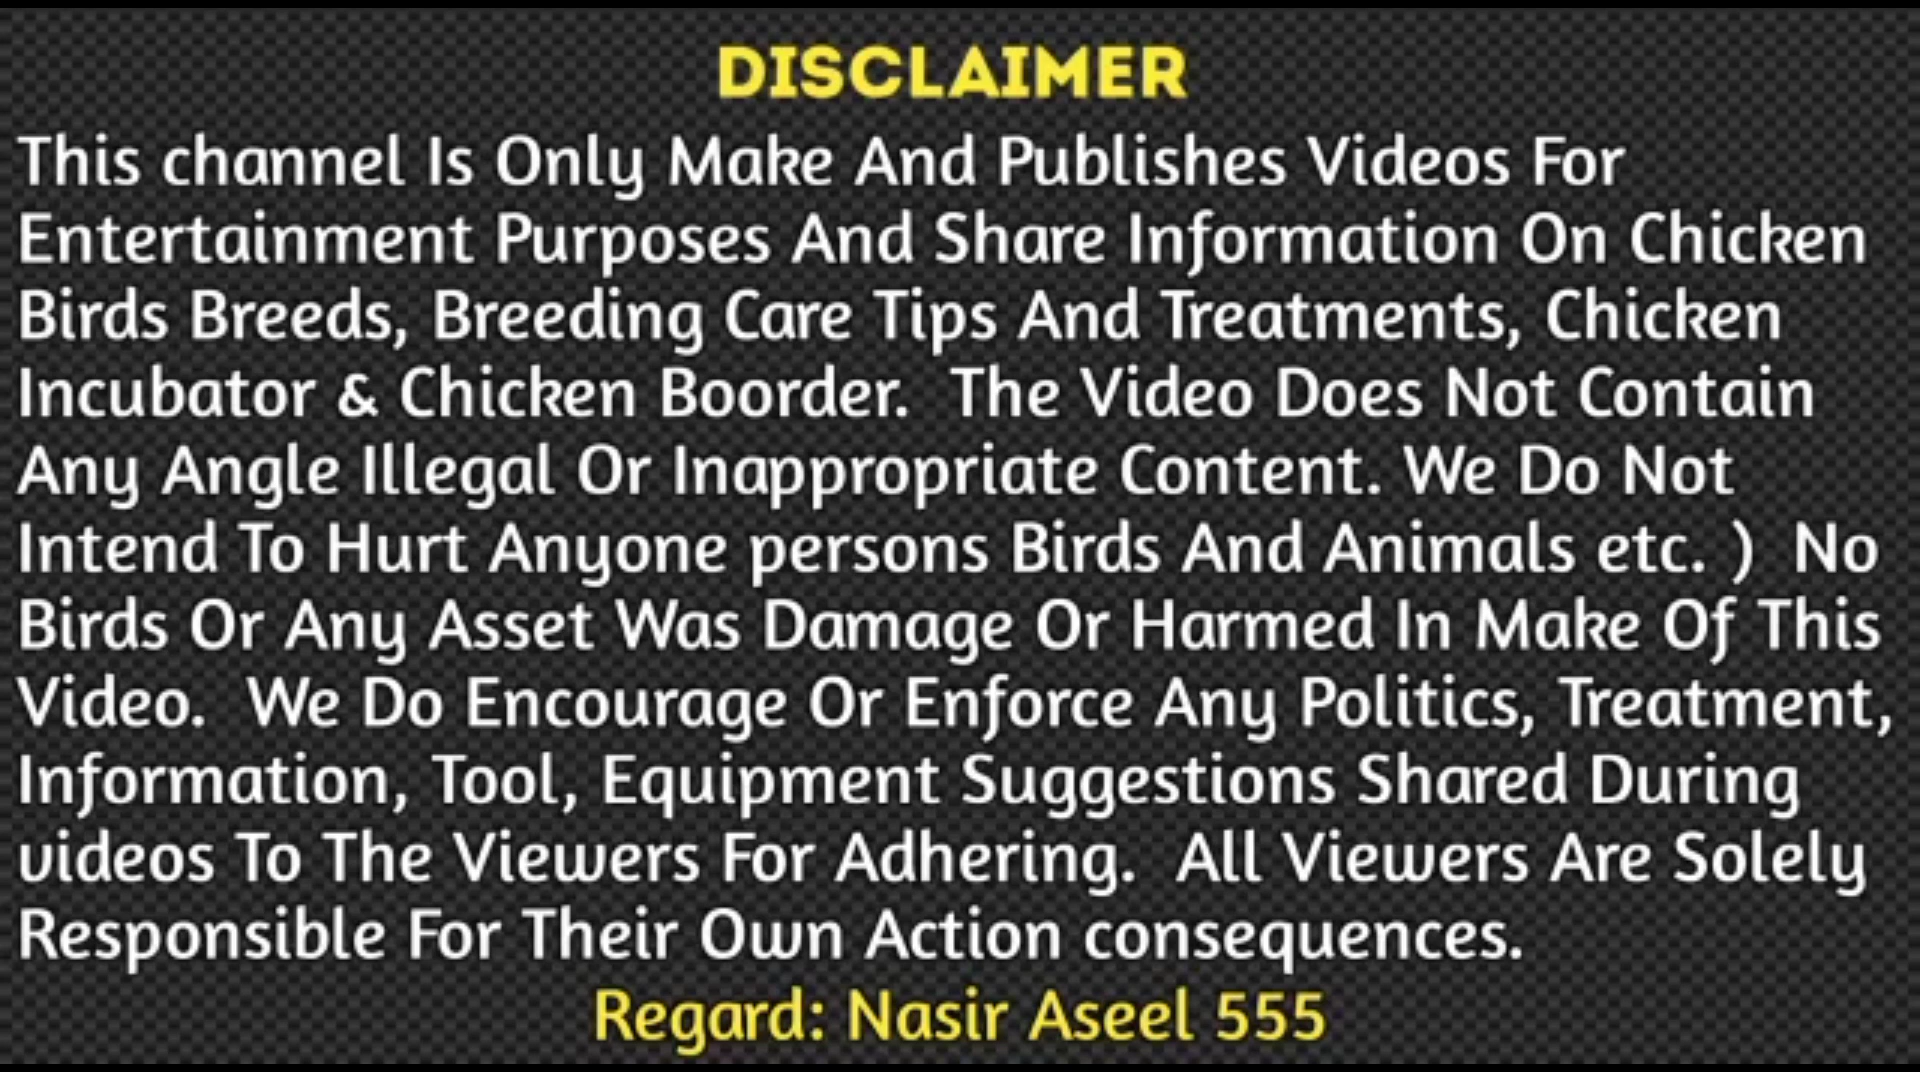 DISCLAIMER
This channel Is Only Make And Publishes Videos For
Entertainment Purposes And Share Information On Chicken
Birds Breeds, Breeding Care Tips And Treatments, Chicken
Incubator & Chicken Boorder. The Video Does Not Contain
Any Angle Illegal Or Inappropriate Content. We Do Not
Intend To Hurt Anyone persons Birds And Animals etc. ) No
Birds Or Any Asset Was Damage Or Harmed In Make Of This
Video. We Do Encourage Or Enforce Any Politics, Treatment,
Information, Tool, Equipment Suggestions Shared During
videos To The Viewers For Adhering. All Viewers Are Solely
Responsible For Their Own Action consequences.
Regard: Nasir Aseel 555